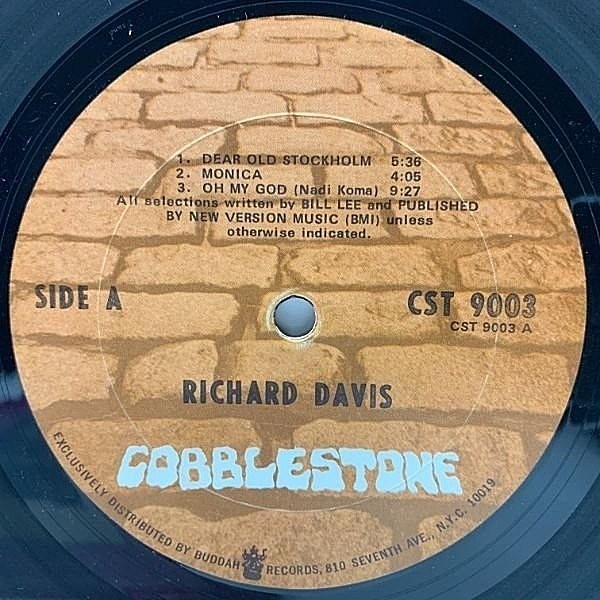 1. DEAR OLD STOCKHOLM 5:36
2. MONICA 4:05
3. OH MY GOD (Nadi Koma) 9:27
All selections written by BILL LEE and PUBLISHED
BY NEW VERSION MUSIC (BMI) unless
otherwise indicated.
SIDE A
CST 9003
CST 9003 A
RICHARD DAVIS
COBBLESTONE
EXCLUSIVELY DISTRIBUTED BY BUDDAH RECORDS, 810 SEVENTH AVE., N.Y.C. 10019